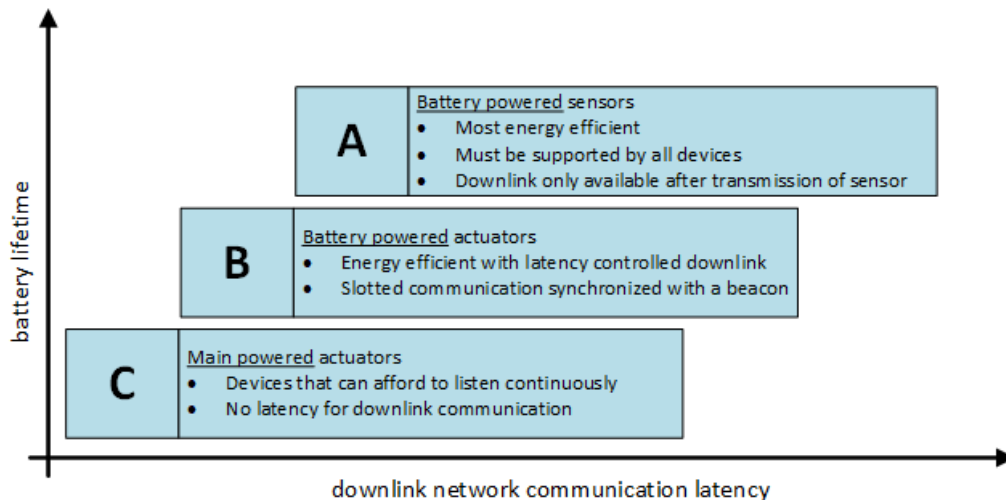 battery lifetime
A
Battery powered sensors
• Most energy efficient
• Must be supported by all devices
• Downlink only available after transmission of sensor
B
Battery powered actuators
• Energy efficient with latency controlled downlink
• Slotted communication synchronized with a beacon
C
Main powered actuators
• Devices that can afford to listen continuously
• No latency for downlink communication
downlink network communication latency